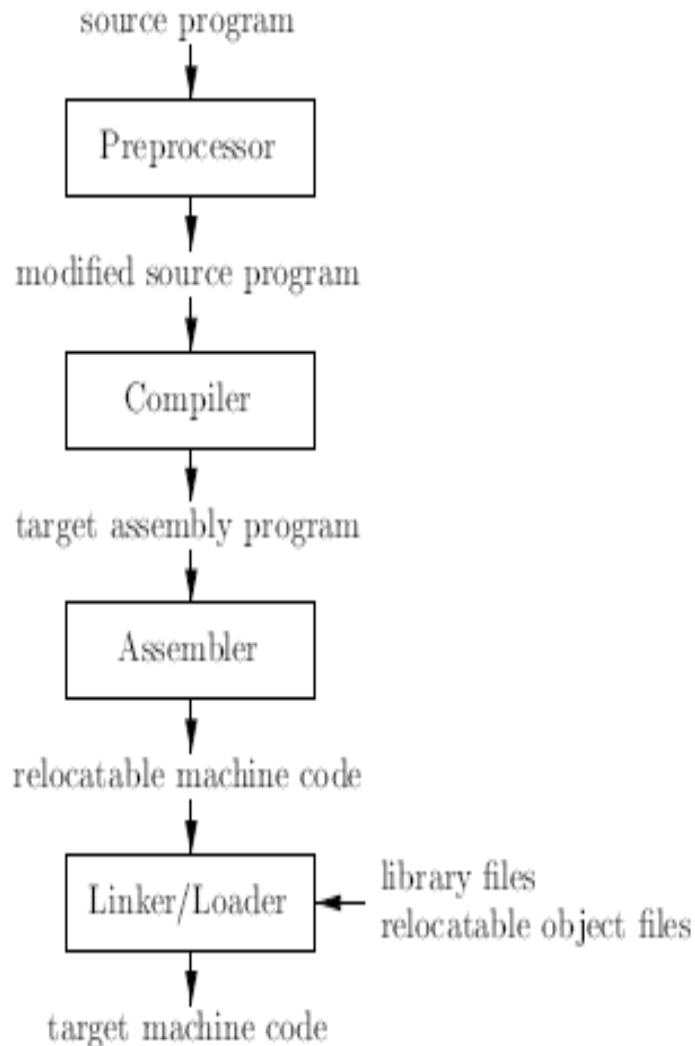 source program
Preprocessor
modified source program
Compiler
target assembly program
Assembler
relocatable machine code
Linker/Loader
library files
relocatable object files
target machine code